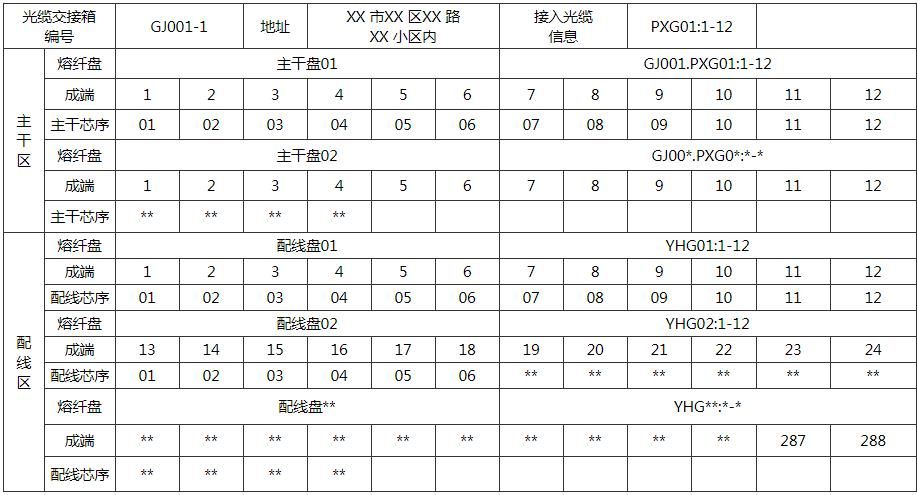 光缆交接箱编号 GJ001-1 地址 XX 市XX 区XX 路XX 小区内 接入光缆信息 PXG01:1-12
主干区
熔纤盘 主干盘01 GJ001.PXG01:1-12
成端 1 2 3 4 5 6 7 8 9 10 11 12
主干芯序 01 02 03 04 05 06 07 08 09 10 11 12
熔纤盘 主干盘02 GJ00*.PXG0*:*-*
成端 1 2 3 4 5 6 7 8 9 10 11 12
主干芯序 ** ** ** **
配线区
熔纤盘 配线盘01 YHG01:1-12
成端 1 2 3 4 5 6 7 8 9 10 11 12
配线芯序 01 02 03 04 05 06 07 08 09 10 11 12
熔纤盘 配线盘02 YHG02:1-12
成端 13 14 15 16 17 18 19 20 21 22 23 24
配线芯序 01 02 03 04 05 06 ** ** ** ** ** **
熔纤盘 配线盘** YHG**:*-*
成端 ** ** ** ** ** ** ** ** ** ** 287 288
配线芯序 ** ** ** **